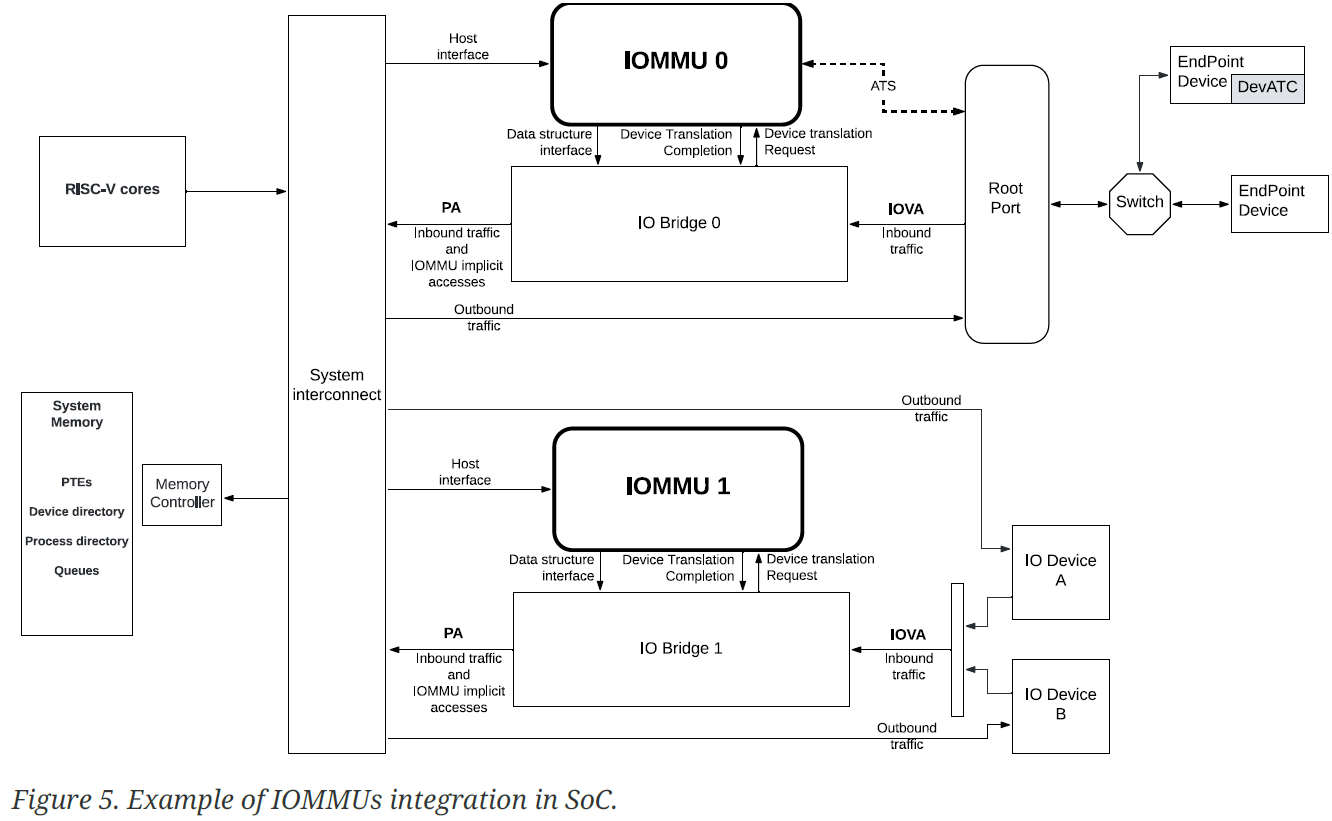 Host
interface
IOMMU 0
ATS
EndPoint
Device
DevATC
Data structure
interface
Device Translation
Completion
Device translation
Request
RISC-V cores
PA
Inbound traffic
and
IOMMU implicit
accesses
IO Bridge 0
IOVA
Inbound
traffic
Root
Port
Switch
EndPoint
Device
Outbound
traffic
System
interconnect
System
Memory
PTEs
Device directory
Process directory
Queues
Memory
Controller
Outbound
traffic
Host
interface
IOMMU 1
Data structure
interface
Device Translation
Completion
Device translation
Request
IO Device
A
PA
Inbound traffic
and
IOMMU implicit
accesses
IO Bridge 1
IOVA
Inbound
traffic
IO Device
B
Outbound
traffic
Figure 5. Example of IOMMUs integration in SoC.